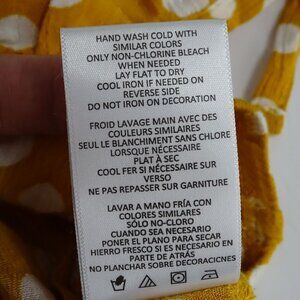 HAND WASH COLD WITH
SIMILAR COLORS
ONLY NON-CHLORINE BLEACH
WHEN NEEDED
LAY FLAT TO DRY
COOL IRON IF NEEDED ON
REVERSE SIDE
DO NOT IRON ON DECORATION
FROID LAVAGE MAIN AVEC DES
COULEURS SIMILAIRES
SEUL LE BLANCHIMENT SANS CHLORE
LORSQUE NÉCESSAIRE
PLAT À SEC
COOL FER SI NÉCESSAIRE SUR
VERSO
NE PAS REPASSER SUR GARNITURE
LAVAR A MANO FRÍO CON
COLORES SIMILARES
SÓLO NO-CLORO
CUANDO SEA NECESARIO
PONER EL PLANO PARA SECAR
HIERRO FRESCO SI ES NECESARIO EN
PARTE DE ATRÁS
NO PLANCHAR SOBRE DECORACIONES